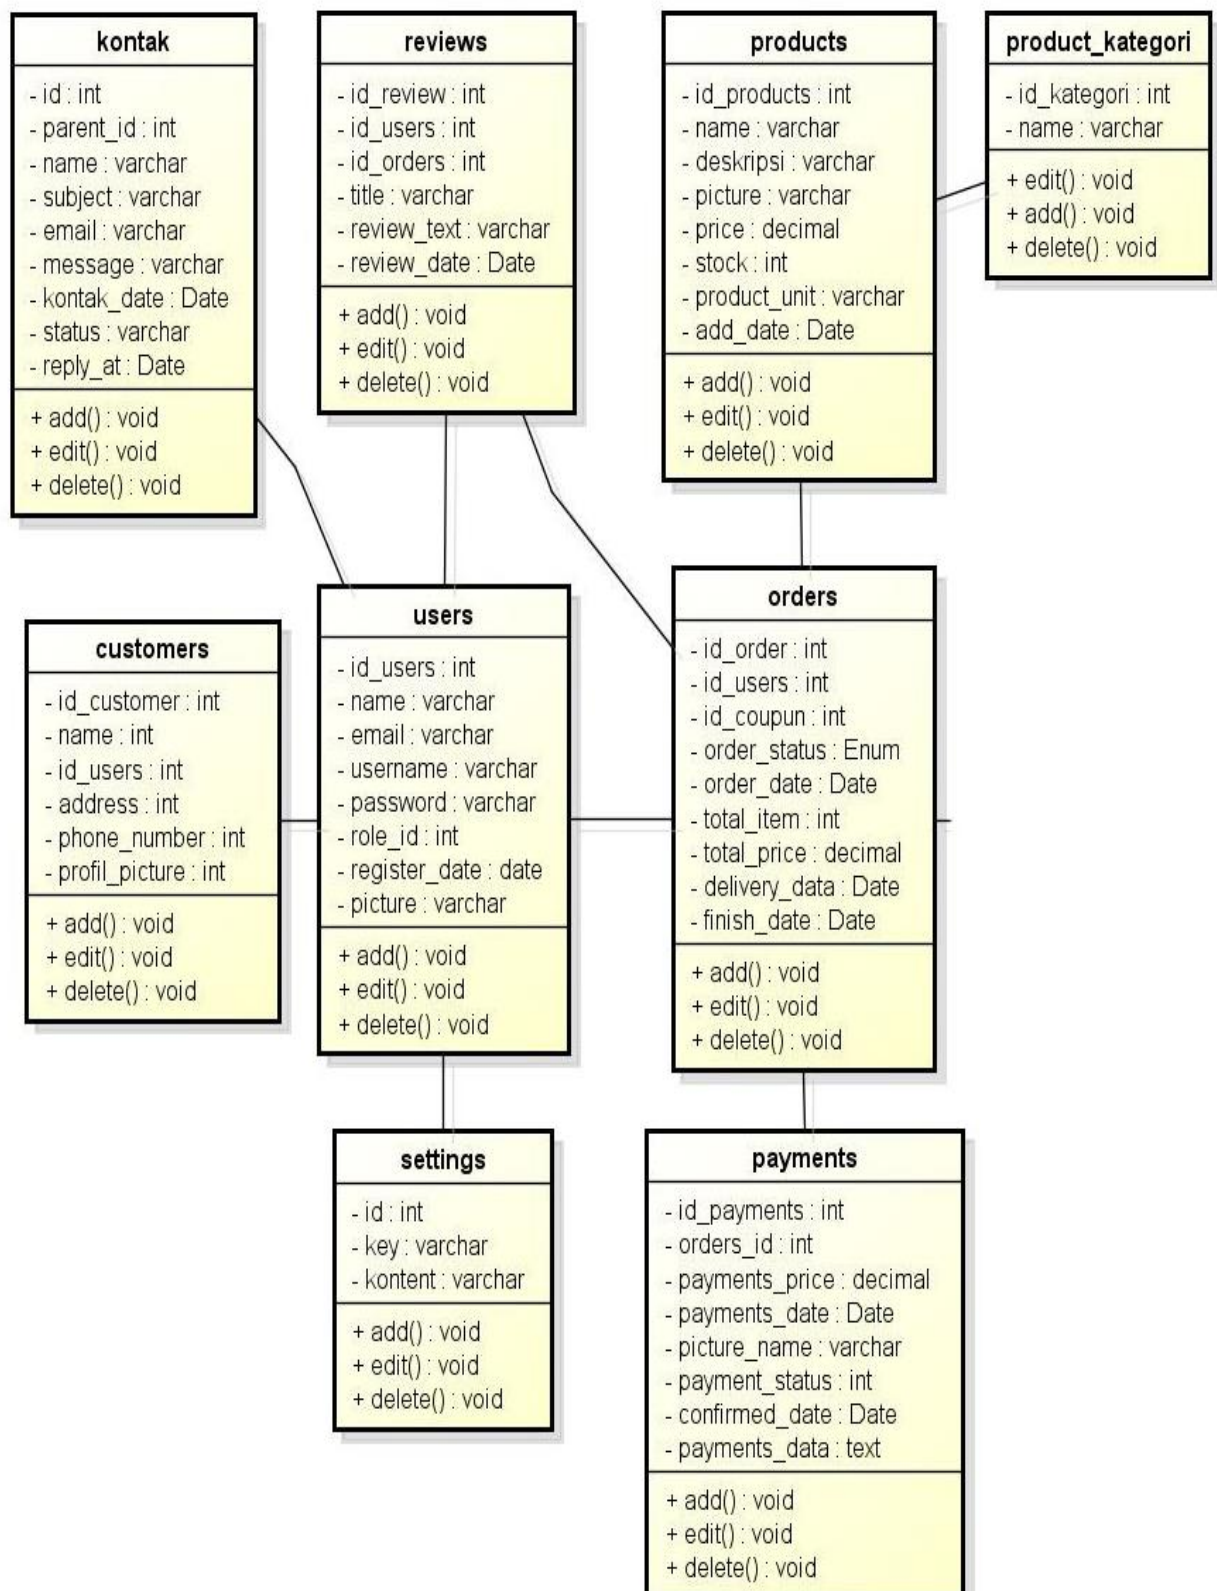 kontak
- id : int
- parent_id : int
- name : varchar
- subject : varchar
- email : varchar
- message : varchar
- kontak_date : Date
- status : varchar
- reply_at : Date
+ add() : void
+ edit() : void
+ delete() : void
reviews
- id_review : int
- id_users : int
- id_orders : int
- title : varchar
- review_text : varchar
- review_date : Date
+ add() : void
+ edit() : void
+ delete() : void
products
- id_products : int
- name : varchar
- deskripsi : varchar
- picture : varchar
- price : decimal
- stock : int
- product_unit : varchar
- add_date : Date
+ add() : void
+ edit() : void
+ delete() : void
product_kategori
- id_kategori : int
- name : varchar
+ edit() : void
+ add() : void
+ delete() : void
customers
- id_customer : int
- name : int
- id_users : int
- address : int
- phone_number : int
- profil_picture : int
+ add() : void
+ edit() : void
+ delete() : void
users
- id_users : int
- name : varchar
- email : varchar
- username : varchar
- password : varchar
- role_id : int
- register_date : date
- picture : varchar
+ add() : void
+ edit() : void
+ delete() : void
orders
- id_order : int
- id_users : int
- id_coupun : int
- order_status : Enum
- order_date : Date
- total_item : int
- total_price : decimal
- delivery_data : Date
- finish_date : Date
+ add() : void
+ edit() : void
+ delete() : void
settings
- id : int
- key : varchar
- kontent : varchar
+ add() : void
+ edit() : void
+ delete() : void
payments
- id_payments : int
- orders_id : int
- payments_price : decimal
- payments_date : Date
- picture_name : varchar
- payment_status : int
- confirmed_date : Date
- payments_data : text
+ add() : void
+ edit() : void
+ delete() : void